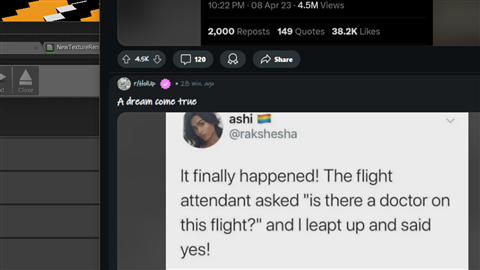 10:22 PM · 08 Apr 23 · 4.5M Views
2,000 Reposts 149 Quotes 38.2K Likes
4.5K 120 Share
NewTextureRen
Close
r/HolUp • 28 min. ago
A dream come true
ashi
@rakshesha
It finally happened! The flight
attendant asked "is there a doctor on
this flight?" and I leapt up and said
yes!